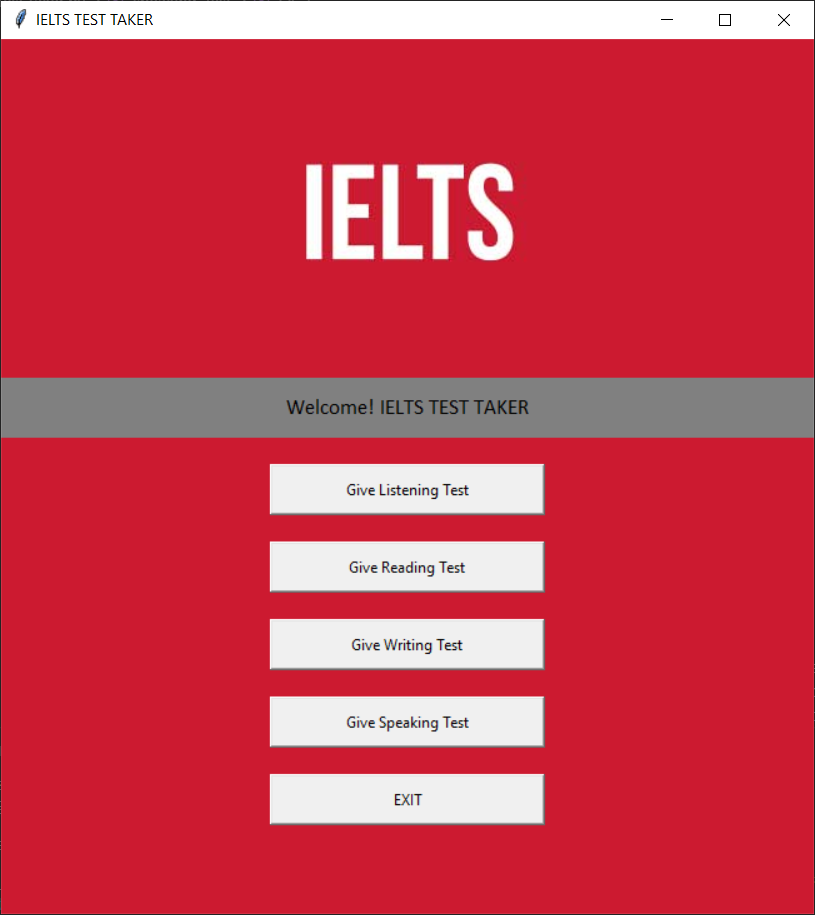 IELTS TEST TAKER
IELTS
Welcome! IELTS TEST TAKER
Give Listening Test
Give Reading Test
Give Writing Test
Give Speaking Test
EXIT